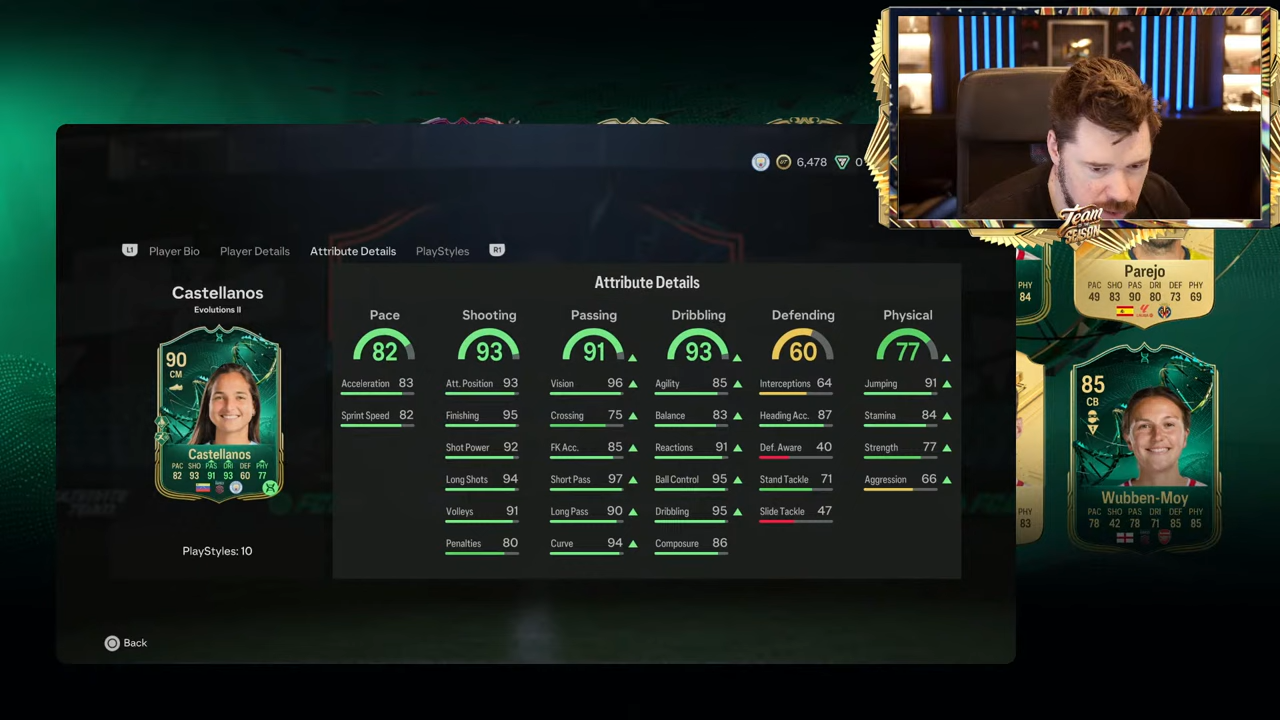 Team
OF THE
SEASON
6,478
0
L1
Player Bio
Player Details
Attribute Details
PlayStyles
R1
Castellanos
Evolutions II
90
CM
Castellanos
PAC SHO PAS DRI DEF PHY
82 93 91 93 60 77
PlayStyles: 10
Attribute Details
Pace
82
Acceleration 83
Sprint Speed 82
Shooting
93
Att. Position 93
Finishing 95
Shot Power 92
Long Shots 94
Volleys 91
Penalties 80
Passing
91
Vision 96
Crossing 75
FK Acc. 85
Short Pass 97
Long Pass 90
Curve 94
Dribbling
93
Agility 85
Balance 83
Reactions 91
Ball Control 95
Dribbling 95
Composure 86
Defending
60
Interceptions 64
Heading Acc. 87
Def. Aware 40
Stand Tackle 71
Slide Tackle 47
Physical
77
Jumping 91
Stamina 84
Strength 77
Aggression 66
Back
PHY
84
Parejo
PAC SHO PAS DRI DEF PHY
49 83 90 80 73 69
PHY
83
85
CB
Wubben-Moy
PAC SHO PAS DRI DEF PHY
78 42 78 71 85 85